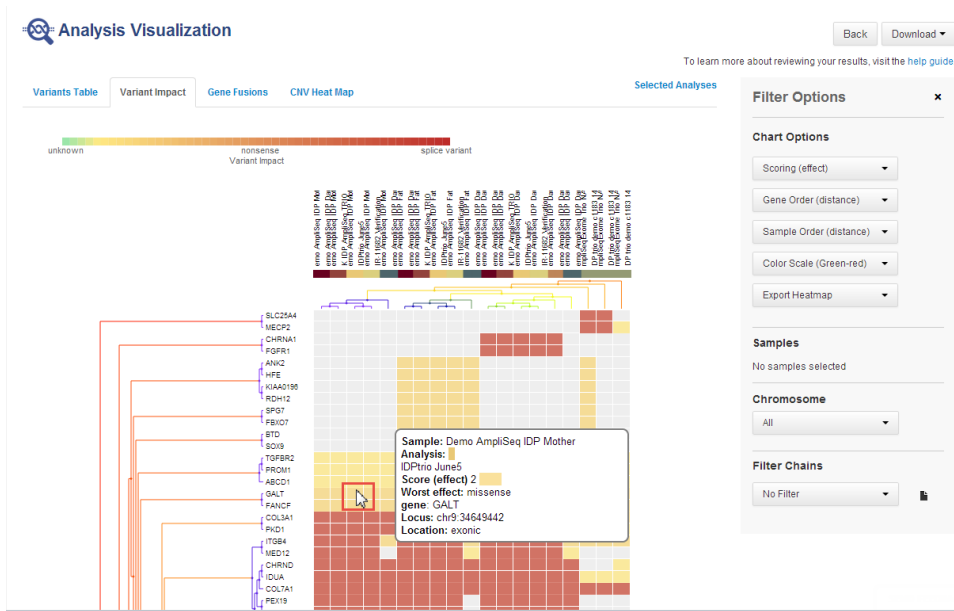 Analysis Visualization
Back
Download
To learn more about reviewing your results, visit the help guide
Variants Table
Variant Impact
Gene Fusions
CNV Heat Map
Selected Analyses
unknown
nonsense
splice variant
Variant Impact
SLC25A4
MECP2
CHRNA1
FGFR1
ANK2
HFE
KIAA0196
RDH12
SPG7
FBXO7
BTD
SOX9
TGFBR2
PROM1
ABCD1
GALT
FANCF
COL3A1
PKD1
ITGB4
MED12
CHRND
IDUA
COL7A1
PEX19
Sample: Demo AmpliSeq IDP Mother
Analysis:
IDPtrio June5
Score (effect) 2
Worst effect: missense
gene: GALT
Locus: chr9:34649442
Location: exonic
Filter Options
x
Chart Options
Scoring (effect)
Gene Order (distance)
Sample Order (distance)
Color Scale (Green-red)
Export Heatmap
Samples
No samples selected
Chromosome
All
Filter Chains
No Filter